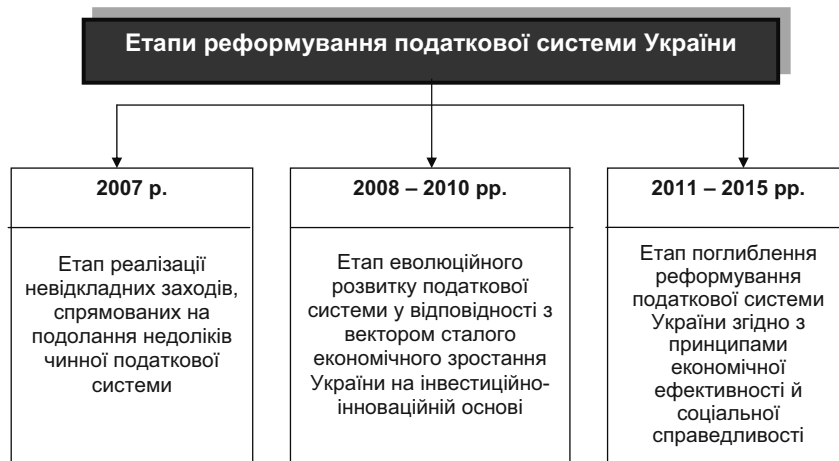 Етапи реформування податкової системи України
2007 р.
Етап реалізації
невідкладних заходів,
спрямованих на
подолання недоліків
чинної податкової
системи
2008 – 2010 рр.
Етап еволюційного
розвитку податкової
системи у відповідності з
вектором сталого
економічного зростання
України на інвестиційно-
інноваційній основі
2011 – 2015 рр.
Етап поглиблення
реформування
податкової системи
України згідно з
принципами
економічної
ефективності й
соціальної
справедливості